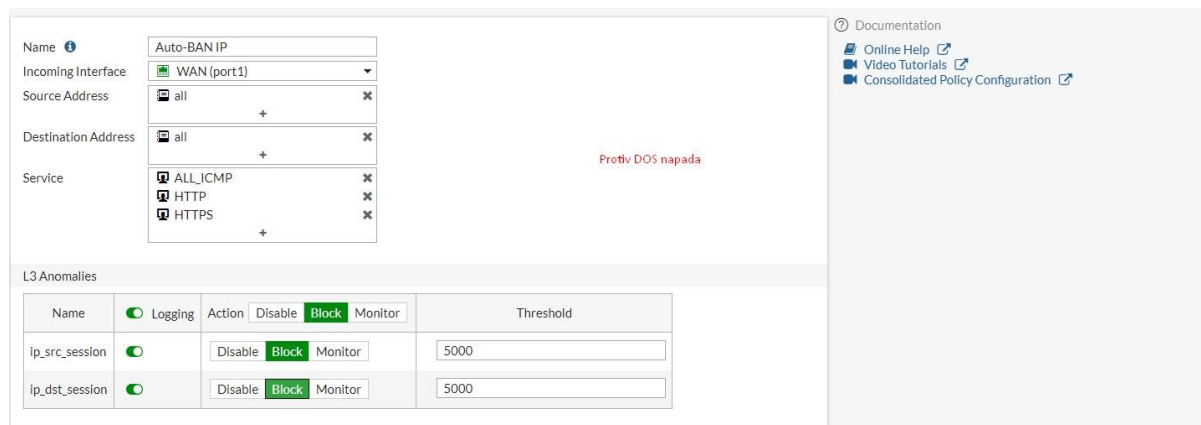 Name
Auto-BAN IP
Incoming Interface
WAN (port1)
Source Address
all
+
Destination Address
all
+
Service
ALL_ICMP
HTTP
HTTPS
+
Protiv DOS napada
L3 Anomalies
Name Logging Action Disable Block Monitor Threshold
ip_src_session Disable Block Monitor 5000
ip_dst_session Disable Block Monitor 5000
Documentation
Online Help
Video Tutorials
Consolidated Policy Configuration